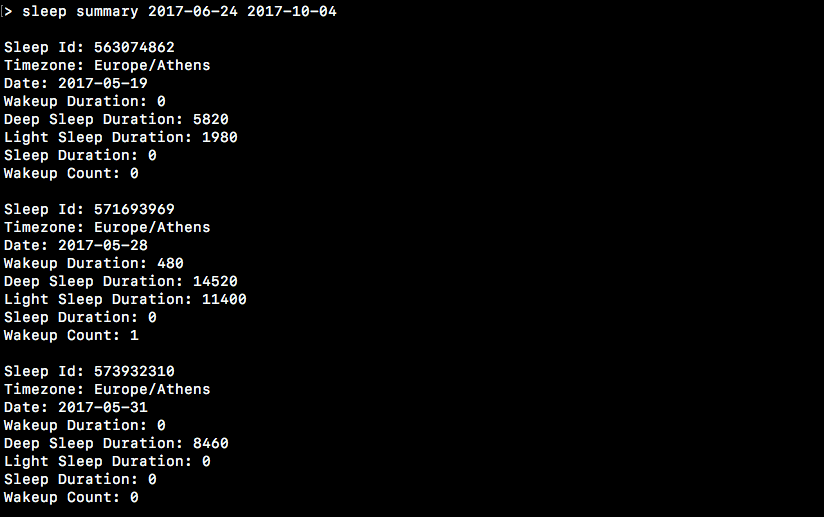 [> sleep summary 2017-06-24 2017-10-04
Sleep Id: 563074862
Timezone: Europe/Athens
Date: 2017-05-19
Wakeup Duration: 0
Deep Sleep Duration: 5820
Light Sleep Duration: 1980
Sleep Duration: 0
Wakeup Count: 0
Sleep Id: 571693969
Timezone: Europe/Athens
Date: 2017-05-28
Wakeup Duration: 480
Deep Sleep Duration: 14520
Light Sleep Duration: 11400
Sleep Duration: 0
Wakeup Count: 1
Sleep Id: 573932310
Timezone: Europe/Athens
Date: 2017-05-31
Wakeup Duration: 0
Deep Sleep Duration: 8460
Light Sleep Duration: 0
Sleep Duration: 0
Wakeup Count: 0